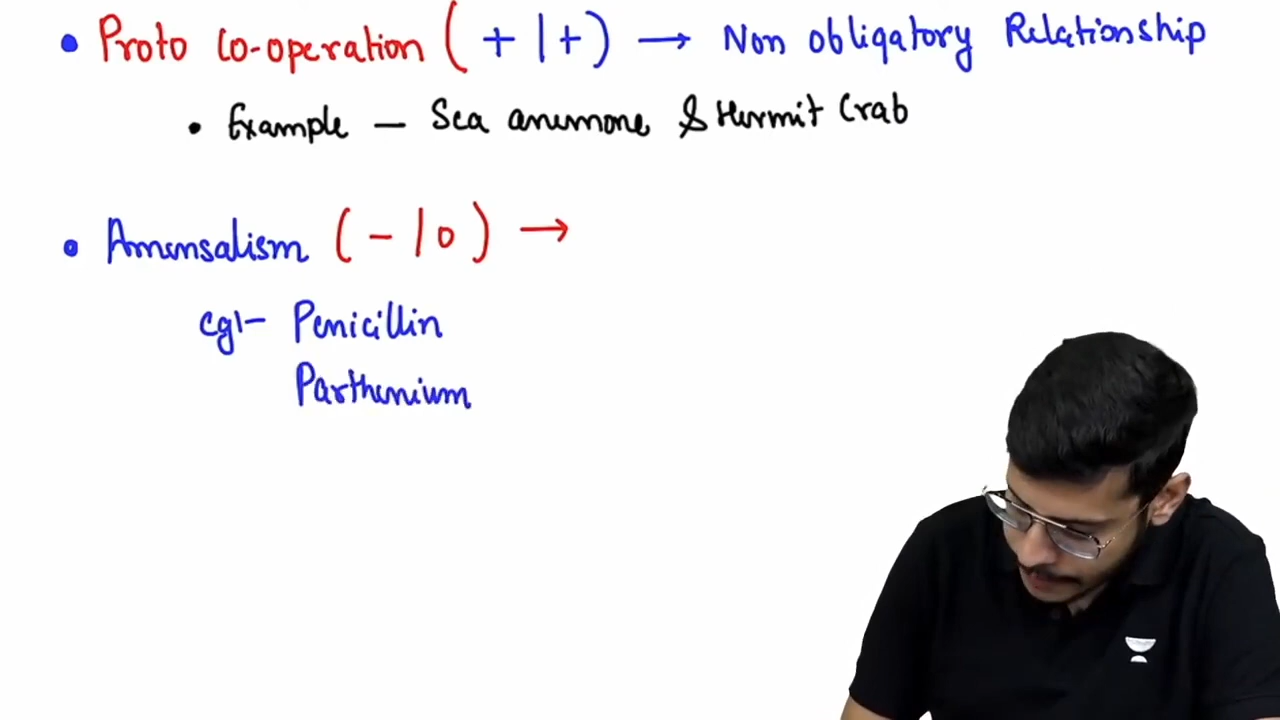 • Proto Co-operation ( + | + ) → Non obligatory Relationship
• Example — Sea anemone & Hermit Crab
• Amensalism ( - | 0 ) →
eg:- Penicillin
Parthenium